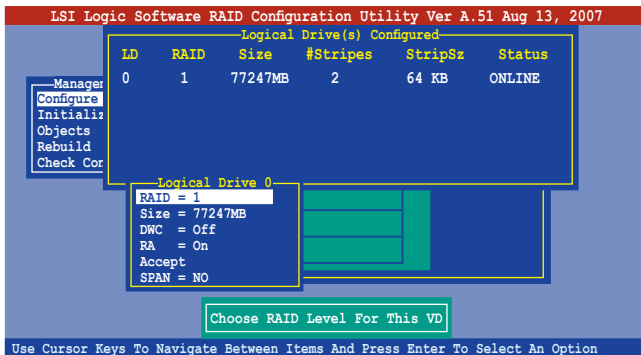 LSI Logic Software RAID Configuration Utility Ver A.51 Aug 13, 2007
Logical Drive(s) Configured
LD RAID Size #Stripes StripSz Status
0 1 77247MB 2 64 KB ONLINE
Manager
Configure
Initializ
Objects
Rebuild
Check Con
Logical Drive 0
RAID = 1
Size = 77247MB
DWC = Off
RA = On
Accept
SPAN = NO
Choose RAID Level For This VD
Use Cursor Keys To Navigate Between Items And Press Enter To Select An Option